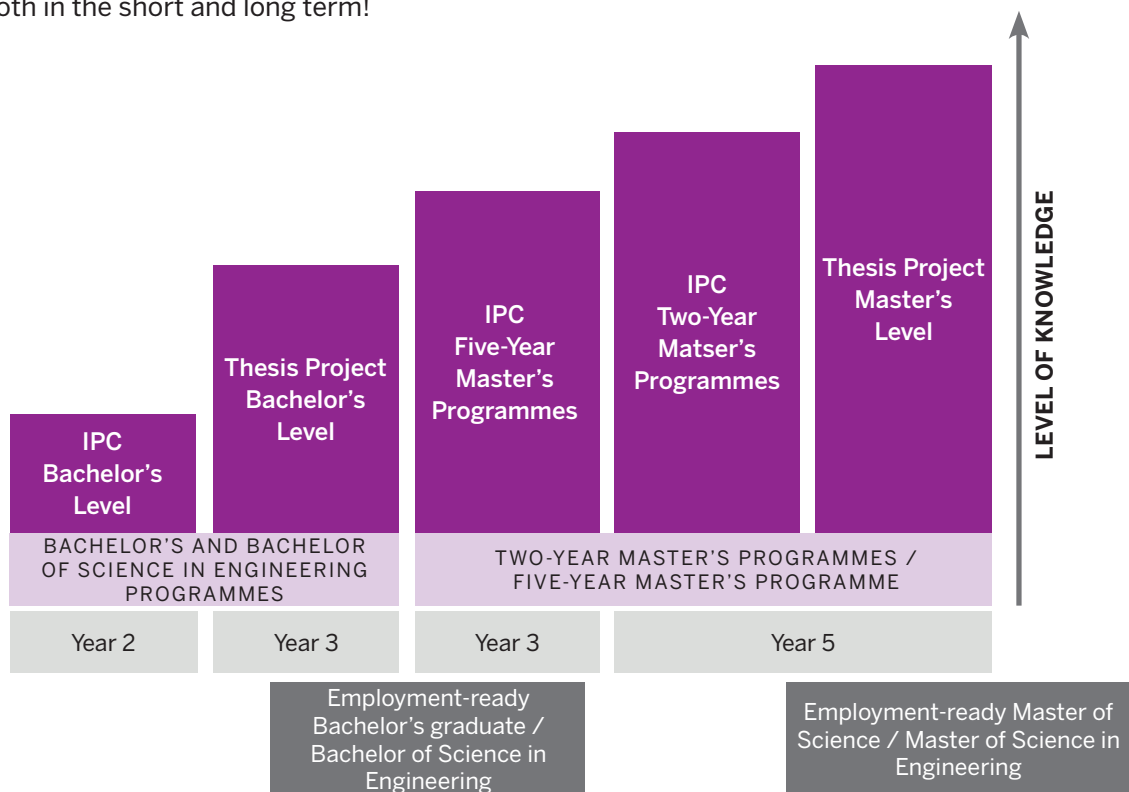 oth in the short and long term!
LEVEL OF KNOWLEDGE
IPC
Bachelor's
Level
Thesis Project
Bachelor's
Level
IPC
Five-Year
Master's
Programmes
IPC
Two-Year
Matser's
Programmes
Thesis Project
Master's
Level
BACHELOR'S AND BACHELOR
OF SCIENCE IN ENGINEERING
PROGRAMMES
TWO-YEAR MASTER'S PROGRAMMES /
FIVE-YEAR MASTER'S PROGRAMME
Year 2
Year 3
Year 3
Year 5
Employment-ready
Bachelor's graduate /
Bachelor of Science in
Engineering
Employment-ready Master of
Science / Master of Science in
Engineering